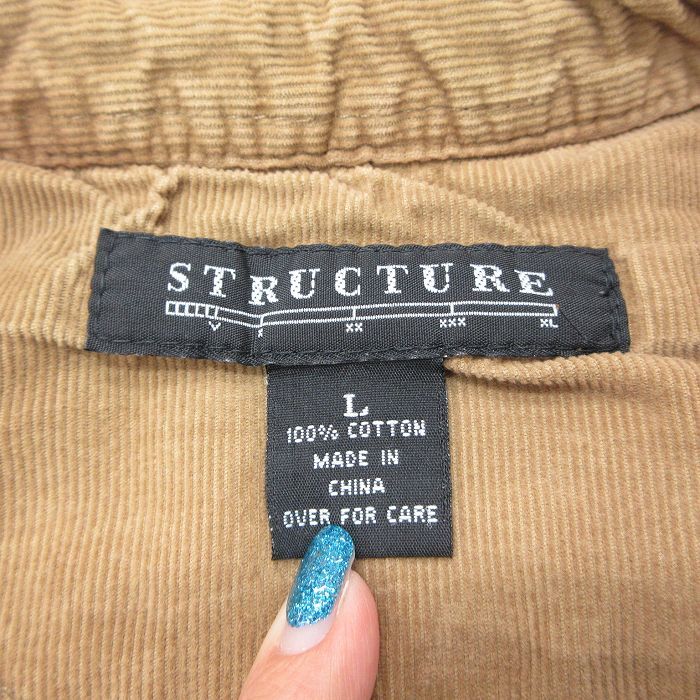 STRUCTURE
V X XX XXX XL
L
100% COTTON
MADE IN
CHINA
OVER FOR CARE